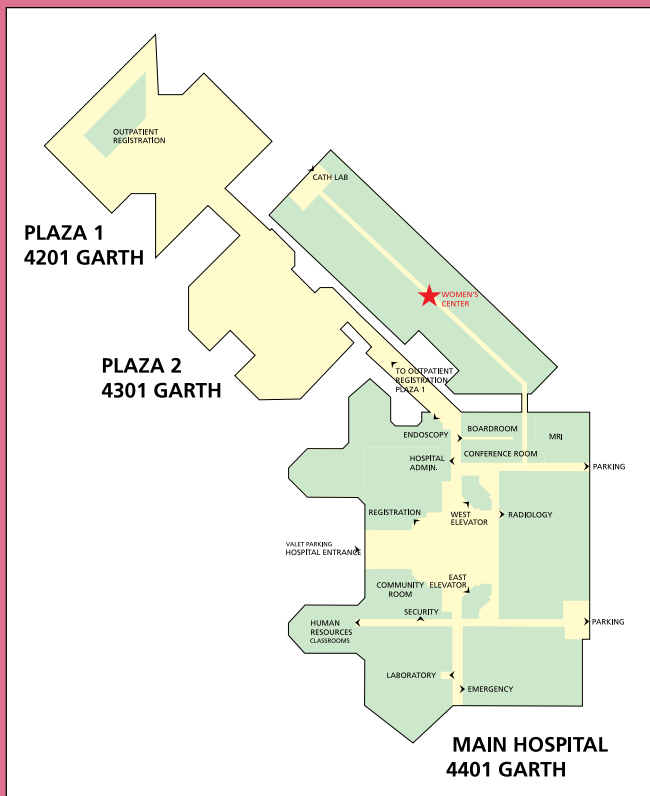 OUTPATIENT
REGISTRATION
CATH LAB
PLAZA 1
4201 GARTH
WOMEN'S
CENTER
PLAZA 2
4301 GARTH
TO OUTPATIENT
REGISTRATION
PLAZA 1
ENDOSCOPY
BOARDROOM
MRI
HOSPITAL
ADMIN.
CONFERENCE ROOM
PARKING
REGISTRATION
WEST
ELEVATOR
RADIOLOGY
VALET PARKING
HOSPITAL ENTRANCE
COMMUNITY
ROOM
EAST
ELEVATOR
SECURITY
HUMAN
RESOURCES
CLASSROOMS
PARKING
LABORATORY
EMERGENCY
MAIN HOSPITAL
4401 GARTH